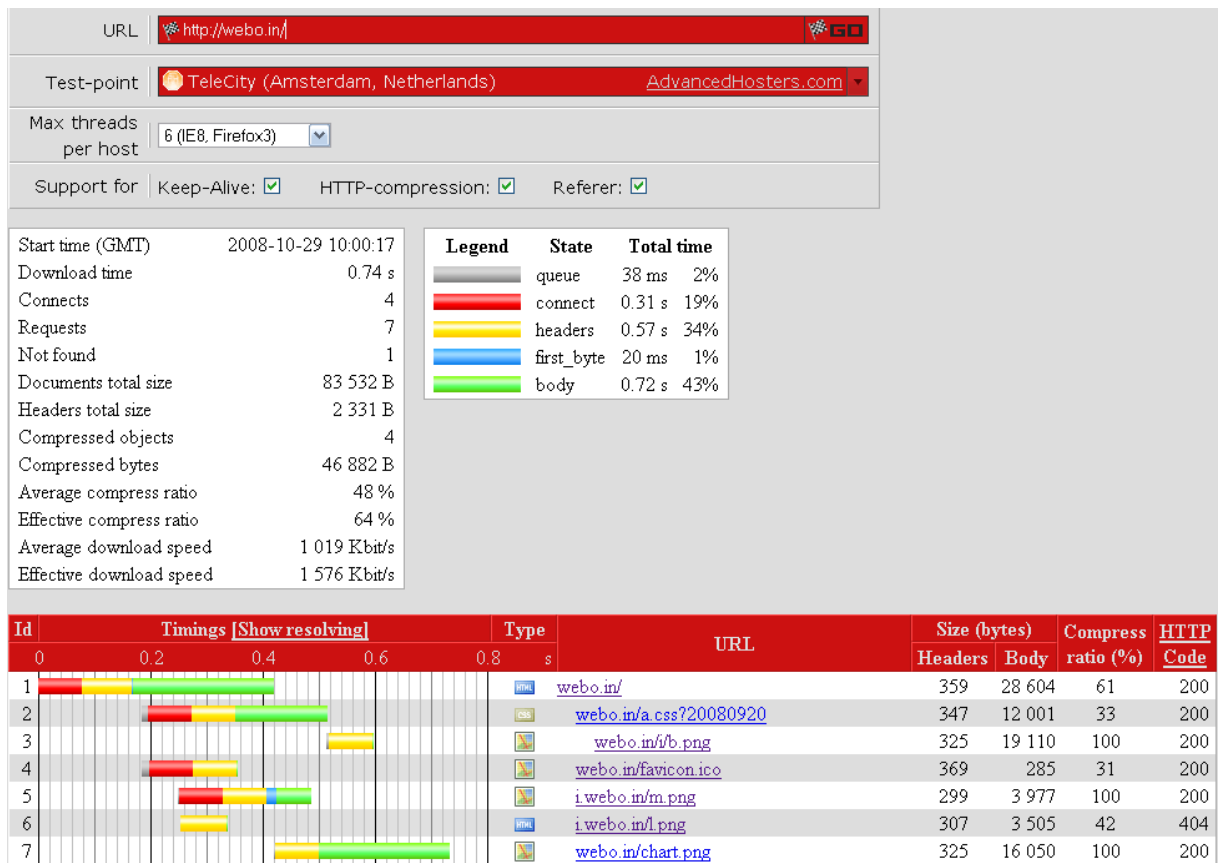 URL http://webo.in/ GO
Test-point TeleCity (Amsterdam, Netherlands) AdvancedHosters.com
Max threads
per host 6 (IE8, Firefox3)
Support for Keep-Alive: HTTP-compression: Referer:
Start time (GMT) 2008-10-29 10:00:17
Download time 0.74 s
Connects 4
Requests 7
Not found 1
Documents total size 83 532 B
Headers total size 2 331 B
Compressed objects 4
Compressed bytes 46 882 B
Average compress ratio 48 %
Effective compress ratio 64 %
Average download speed 1 019 Kbit/s
Effective download speed 1 576 Kbit/s
Legend State Total time
queue 38 ms 2%
connect 0.31 s 19%
headers 0.57 s 34%
first_byte 20 ms 1%
body 0.72 s 43%
Id Timings [Show resolving] Type URL Size (bytes) Compress ratio (%) HTTP Code
0 0.2 0.4 0.6 0.8 s Headers Body
1 HTML webo.in/ 359 28 604 61 200
2 CSS webo.in/a.css?20080920 347 12 001 33 200
3 webo.in/i/b.png 325 19 110 100 200
4 webo.in/favicon.ico 369 285 31 200
5 i.webo.in/m.png 299 3 977 100 200
6 HTML i.webo.in/l.png 307 3 505 42 404
7 webo.in/chart.png 325 16 050 100 200